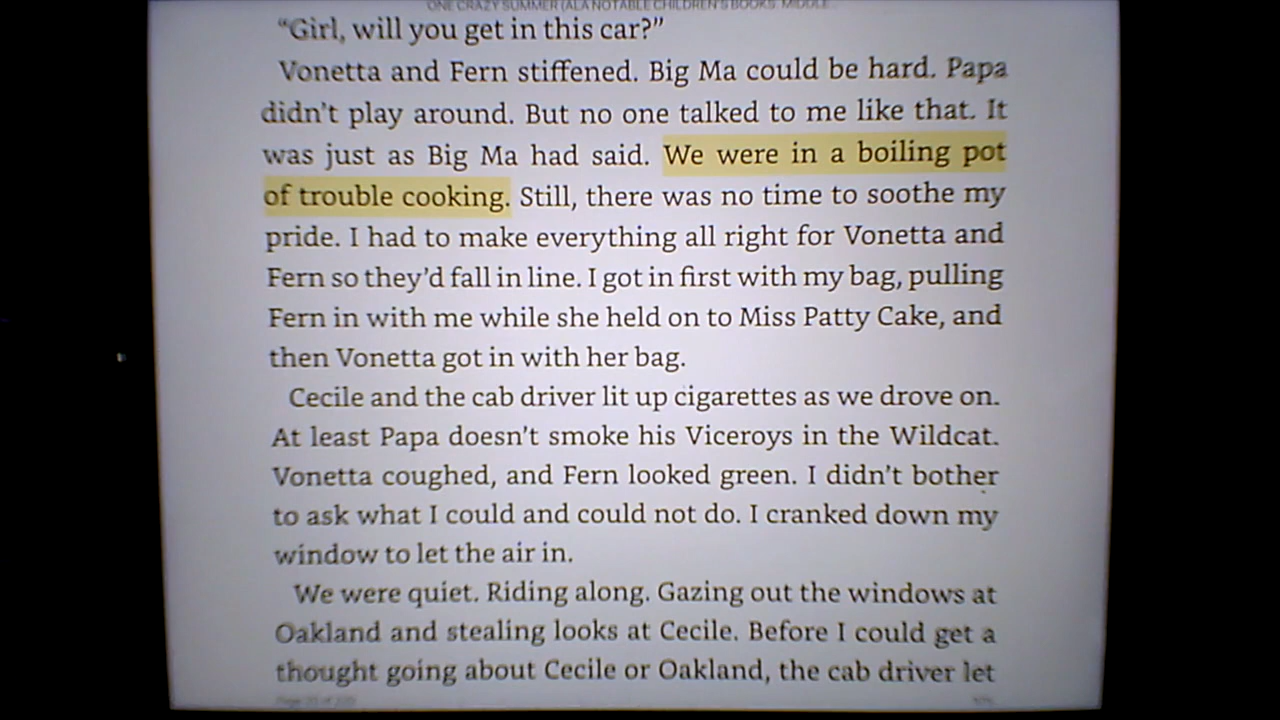 ONE CRAZY SUMMER (ALA NOTABLE CHILDREN'S BOOKS. MIDDLE...
“Girl, will you get in this car?”
Vonetta and Fern stiffened. Big Ma could be hard. Papa
didn’t play around. But no one talked to me like that. It
was just as Big Ma had said. We were in a boiling pot
of trouble cooking. Still, there was no time to soothe my
pride. I had to make everything all right for Vonetta and
Fern so they’d fall in line. I got in first with my bag, pulling
Fern in with me while she held on to Miss Patty Cake, and
then Vonetta got in with her bag.
Cecile and the cab driver lit up cigarettes as we drove on.
At least Papa doesn’t smoke his Viceroys in the Wildcat.
Vonetta coughed, and Fern looked green. I didn’t bother
to ask what I could and could not do. I cranked down my
window to let the air in.
We were quiet. Riding along. Gazing out the windows at
Oakland and stealing looks at Cecile. Before I could get a
thought going about Cecile or Oakland, the cab driver let